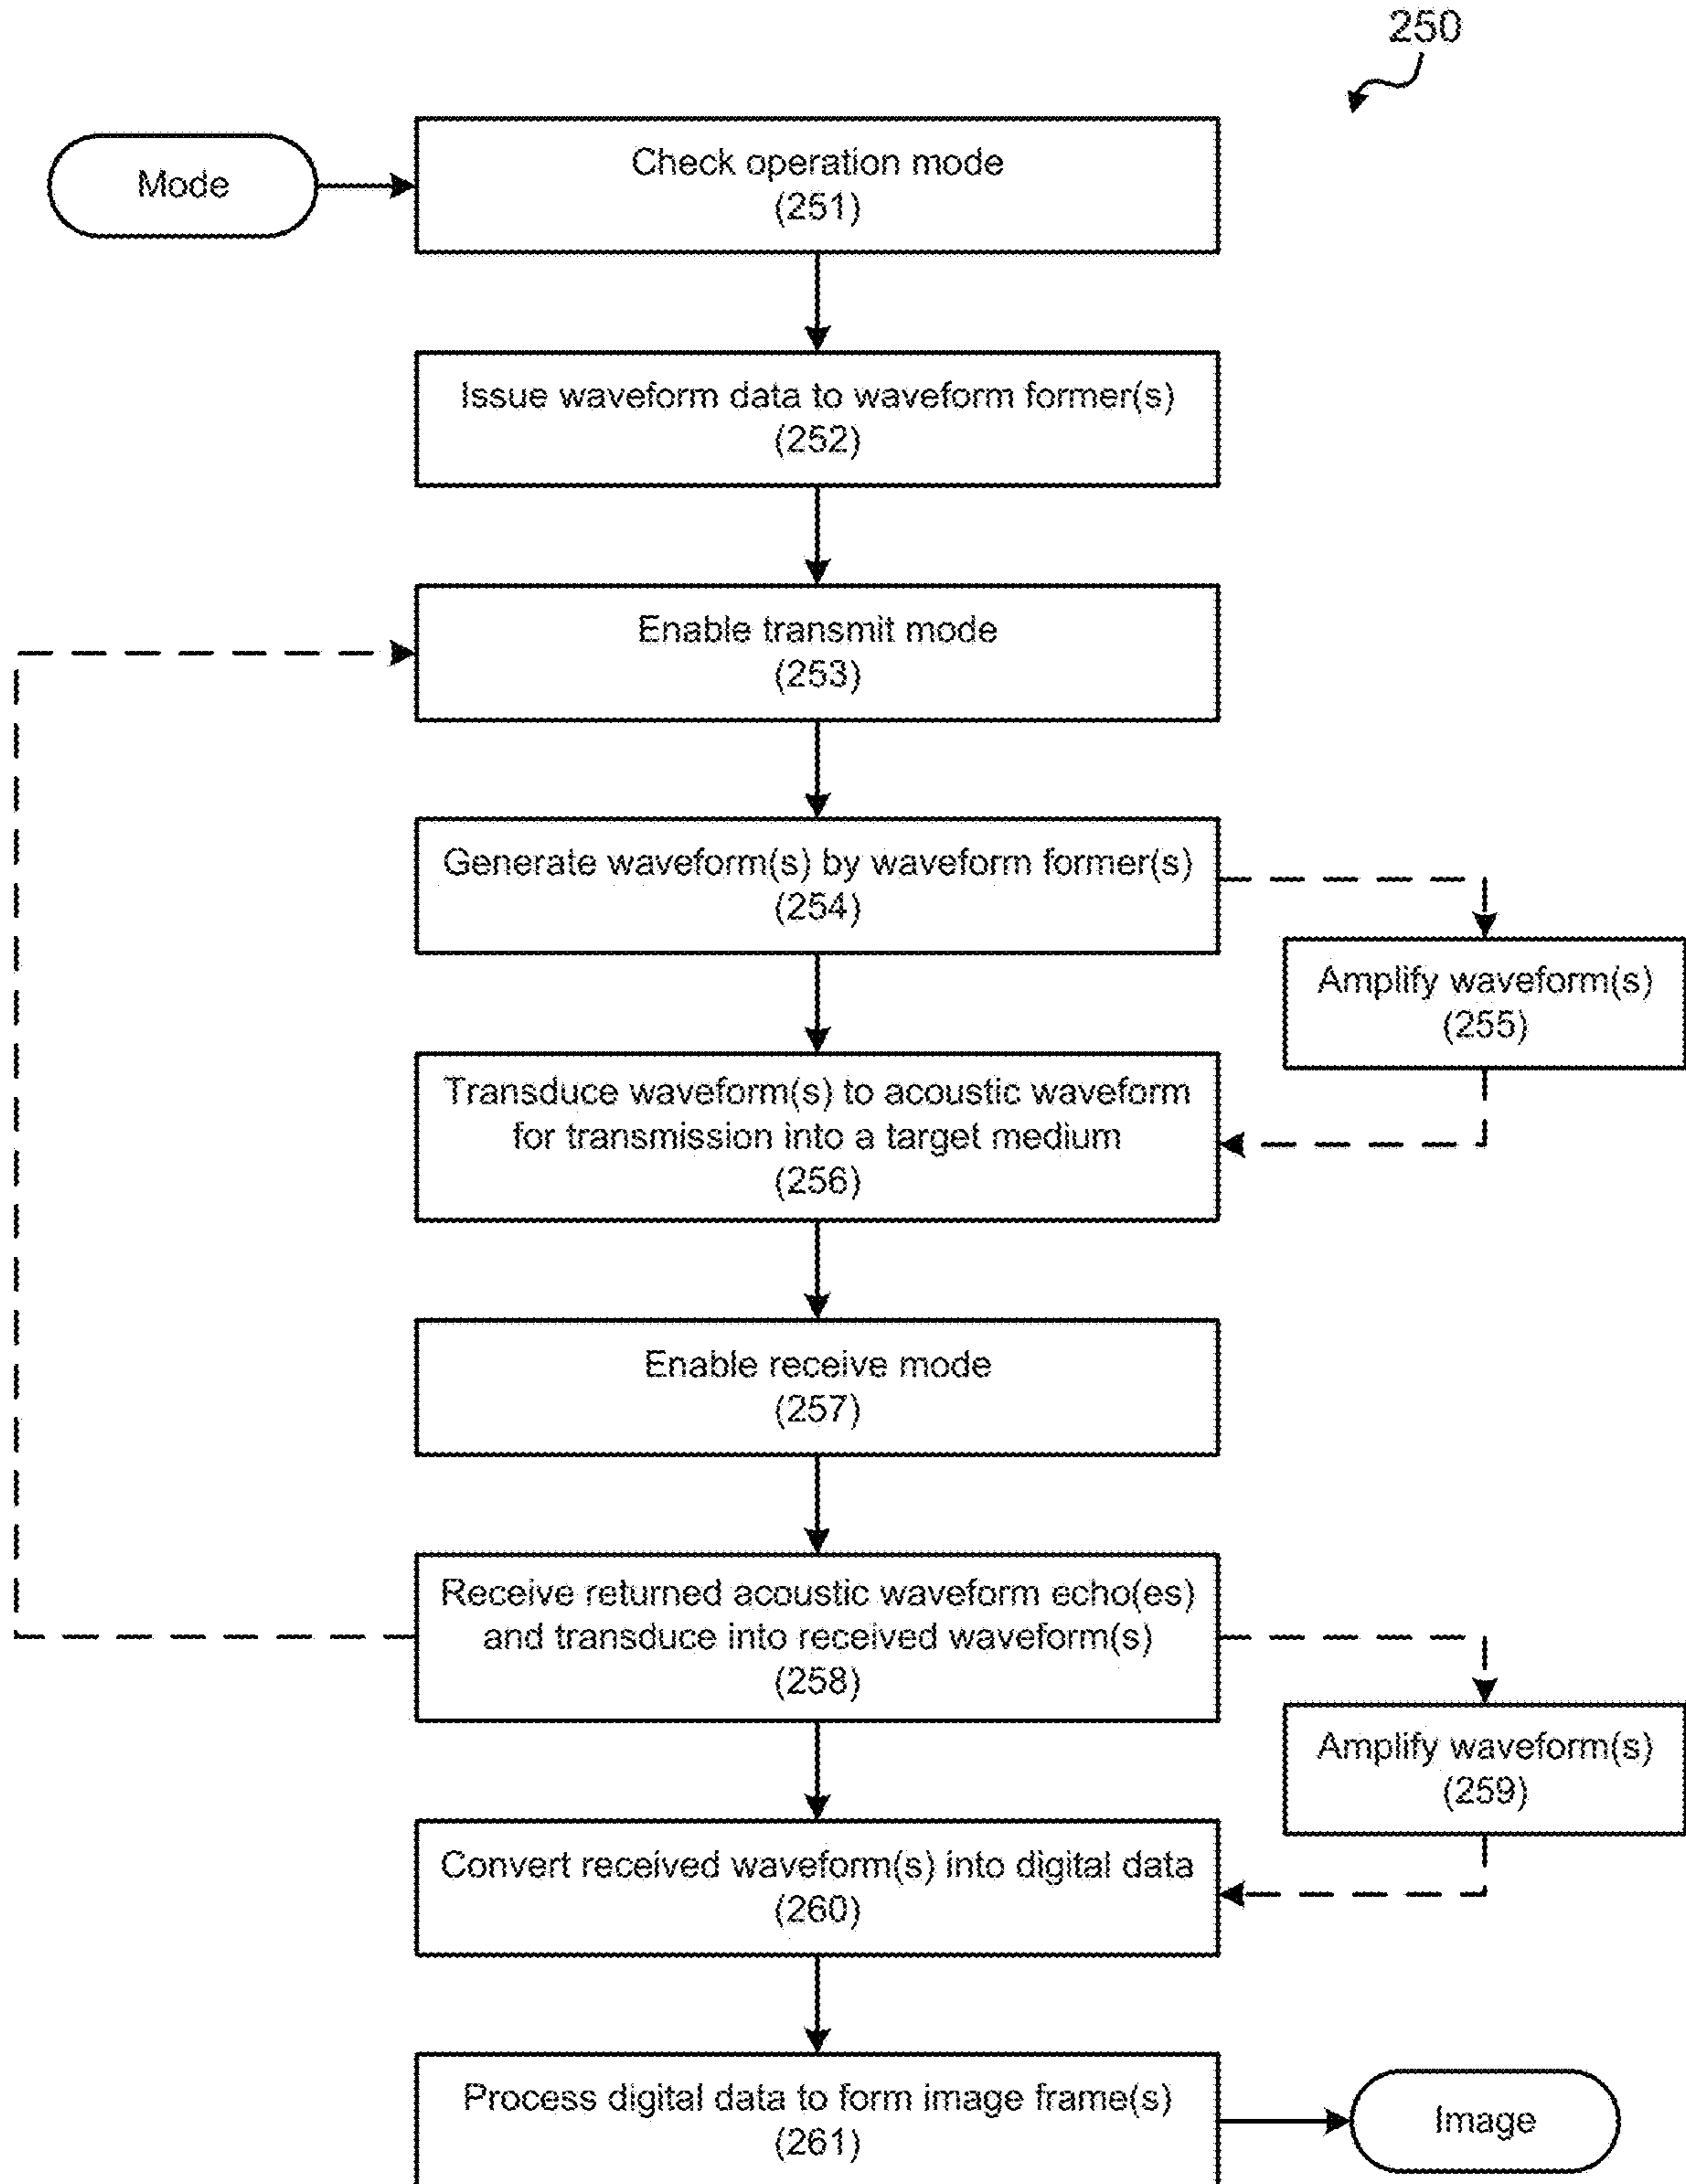 250
Mode
Check operation mode
(251)
Issue waveform data to waveform former(s)
(252)
Enable transmit mode
(253)
Generate waveform(s) by waveform former(s)
(254)
Amplify waveform(s)
(255)
Transduce waveform(s) to acoustic waveform
for transmission into a target medium
(256)
Enable receive mode
(257)
Receive returned acoustic waveform echo(es)
and transduce into received waveform(s)
(258)
Amplify waveform(s)
(259)
Convert received waveform(s) into digital data
(260)
Process digital data to form image frame(s)
(261)
Image